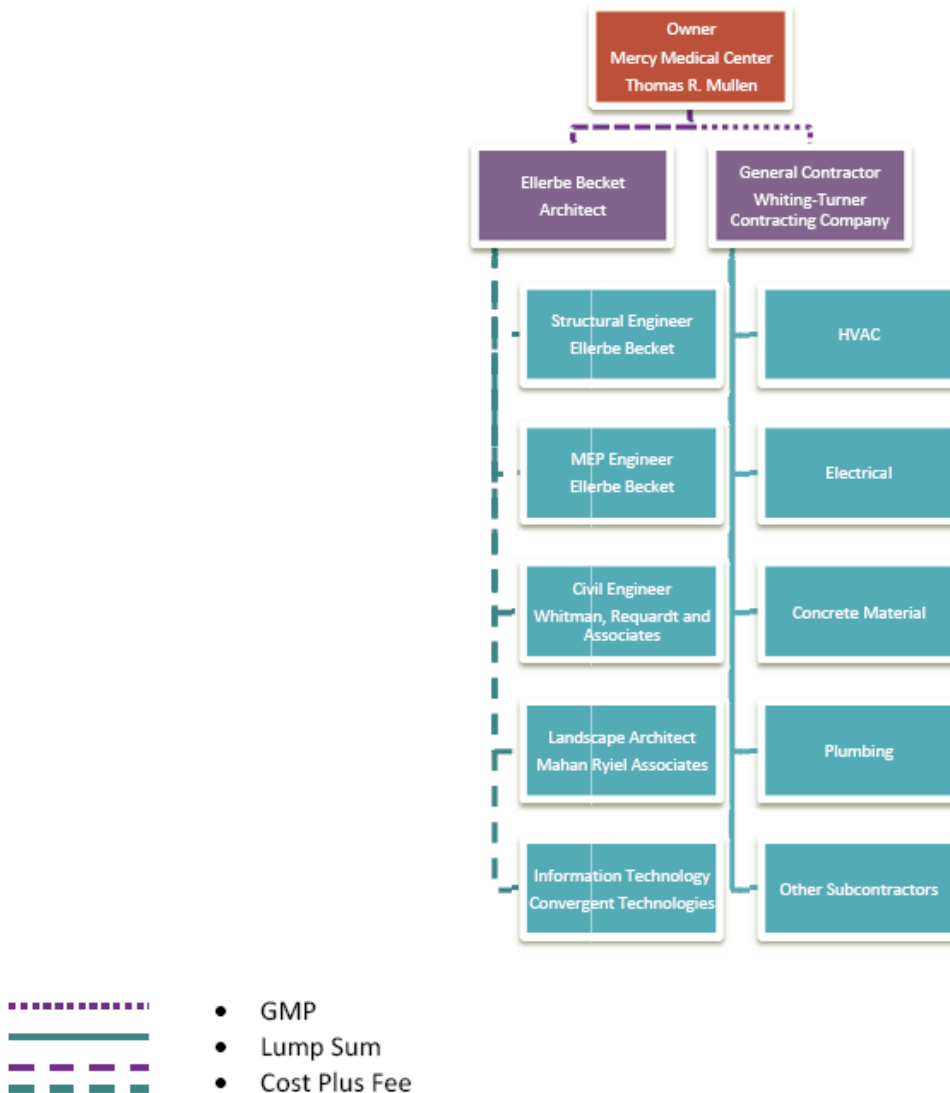 Owner
Mercy Medical Center
Thomas R. Mullen
Ellerbe Becket
Architect
General Contractor
Whiting-Turner
Contracting Company
Structural Engineer
Ellerbe Becket
HVAC
MEP Engineer
Ellerbe Becket
Electrical
Civil Engineer
Whitman, Requardt and
Associates
Concrete Material
Landscape Architect
Mahan Ryiel Associates
Plumbing
Information Technology
Convergent Technologies
Other Subcontractors
• GMP
• Lump Sum
• Cost Plus Fee